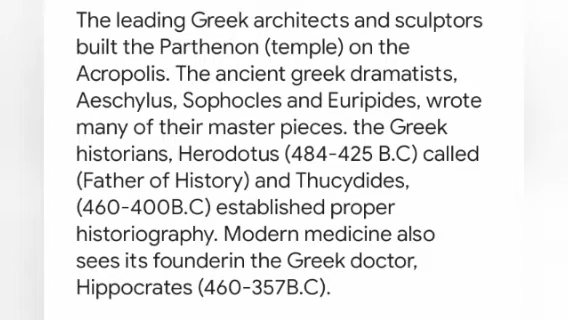 The leading Greek architects and sculptors
built the Parthenon (temple) on the
Acropolis. The ancient greek dramatists,
Aeschylus, Sophocles and Euripides, wrote
many of their master pieces. the Greek
historians, Herodotus (484-425 B.C) called
(Father of History) and Thucydides,
(460-400B.C) established proper
historiography. Modern medicine also
sees its founderin the Greek doctor,
Hippocrates (460-357B.C).